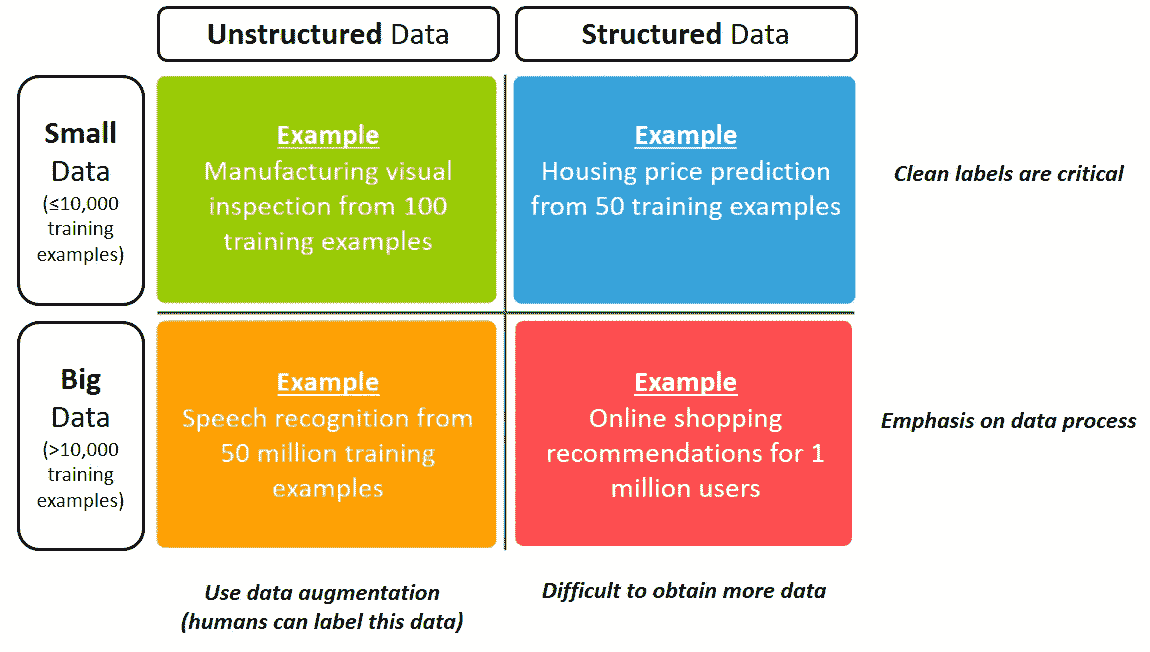 Unstructured Data
Structured Data
Small
Data
(≤10,000
training
examples)
Example
Manufacturing visual
inspection from 100
training examples
Example
Housing price prediction
from 50 training examples
Clean labels are critical
Big
Data
(>10,000
training
examples)
Example
Speech recognition from
50 million training
examples
Example
Online shopping
recommendations for 1
million users
Emphasis on data process
Use data augmentation
(humans can label this data)
Difficult to obtain more data